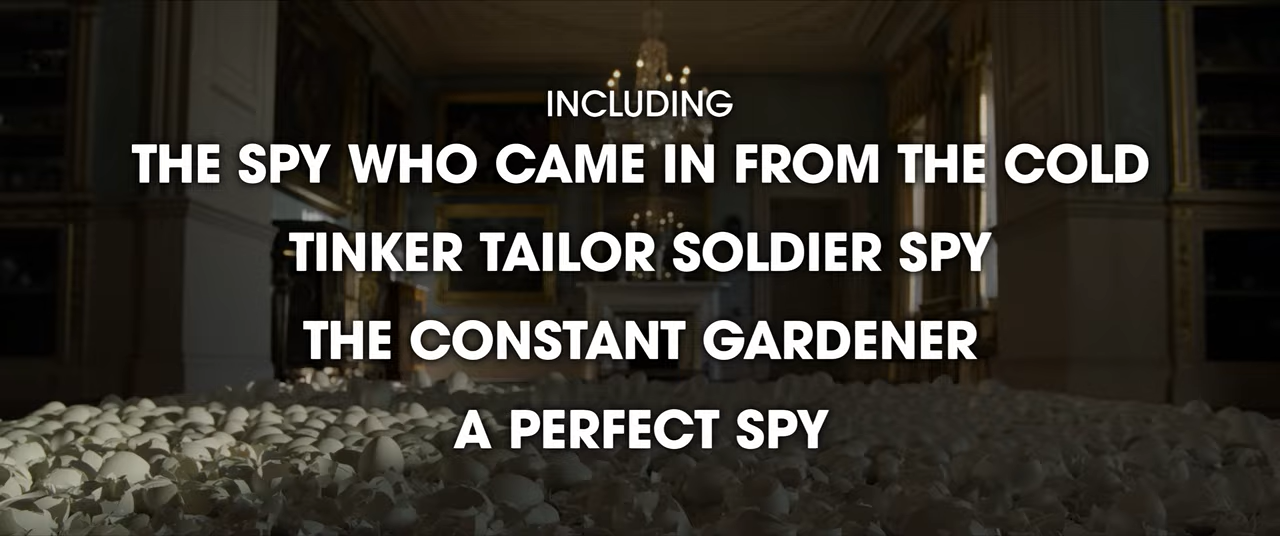 INCLUDING
THE SPY WHO CAME IN FROM THE COLD
TINKER TAILOR SOLDIER SPY
THE CONSTANT GARDENER
A PERFECT SPY